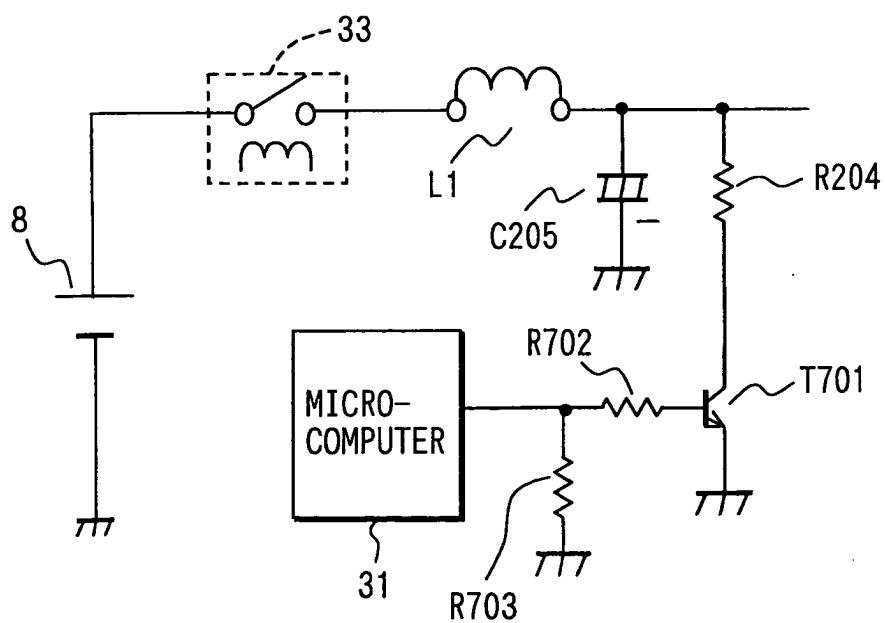 33
L1
C205
R204
8
R702
T701
MICRO-
COMPUTER
31
R703